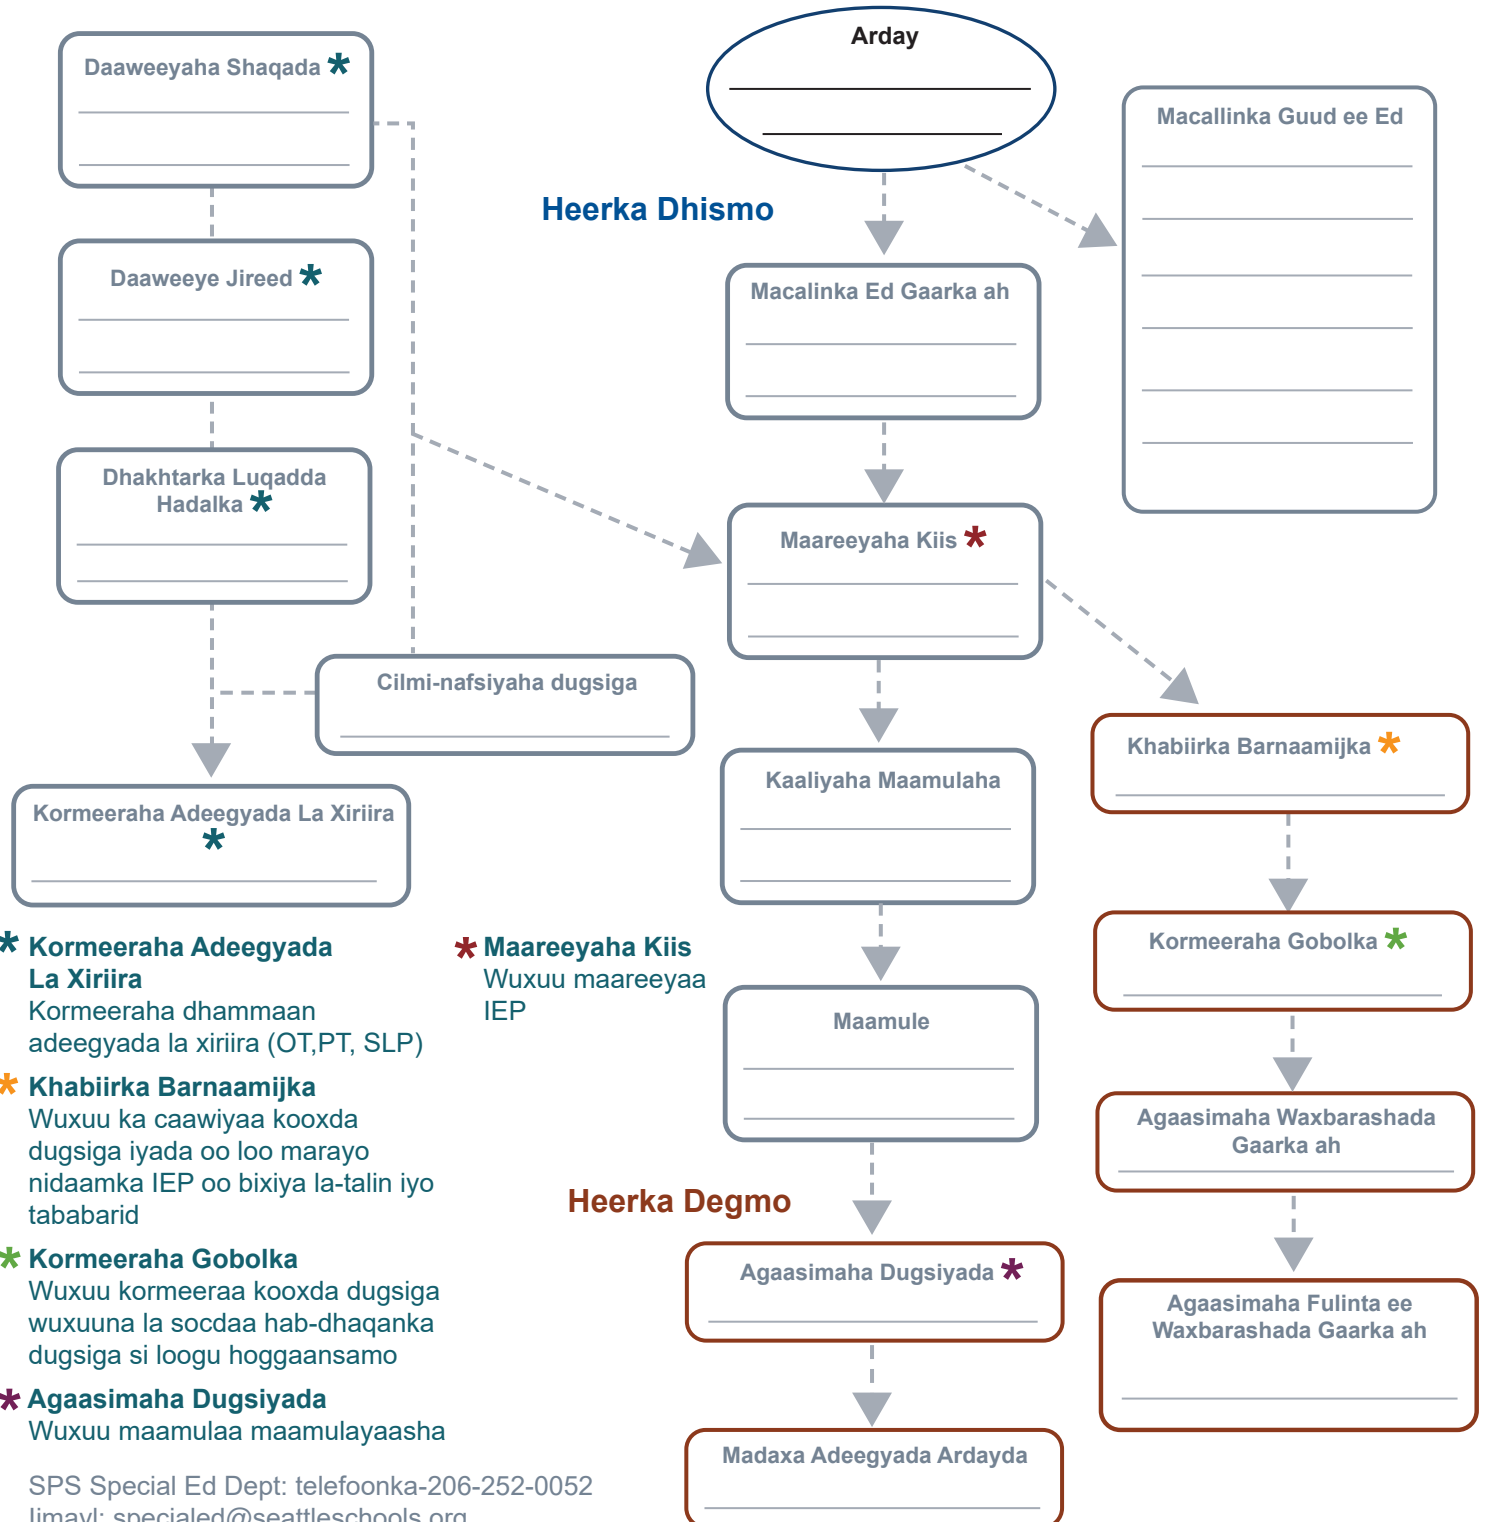 Arday
Daaweeyaha Shaqada *
Macallinka Guud ee Ed
Heerka Dhismo
Daaweeye Jireed *
Macalinka Ed Gaarka ah
Dhakhtarka Luqadda
Hadalka *
Maareeyaha Kiis *
Cilmi-nafsiyaha dugsiga
Khabiirka Barnaamijka *
Kaaliyaha Maamulaha
Kormeeraha Adeegyada La Xiriira
*
Kormeeraha Gobolka *
Maamule
Agaasimaha Waxbarashada
Gaarka ah
Heerka Degmo
Agaasimaha Dugsiyada *
Agaasimaha Fulinta ee
Waxbarashada Gaarka ah
Madaxa Adeegyada Ardayda
* Kormeeraha Adeegyada
La Xiriira
Kormeeraha dhammaan
adeegyada la xiriira (OT,PT, SLP)
* Maareeyaha Kiis
Wuxuu maareeyaa
IEP
* Khabiirka Barnaamijka
Wuxuu ka caawiyaa kooxda
dugsiga iyada oo loo marayo
nidaamka IEP oo bixiya la-talin iyo
tababarid
* Kormeeraha Gobolka
Wuxuu kormeeraa kooxda dugsiga
wuxuuna la socdaa hab-dhaqanka
dugsiga si loogu hoggaansamo
* Agaasimaha Dugsiyada
Wuxuu maamulaa maamulayaasha
SPS Special Ed Dept: telefoonka-206-252-0052
Iimayl: specialed@seattleschools.org